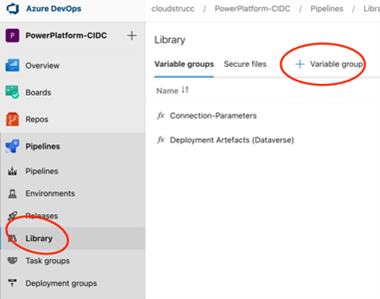 Azure DevOps
cloudstrucc / PowerPlatform-CIDC / Pipelines / Libra
P PowerPlatform-CIDC +
Library
Variable groups Secure files + Variable group
Overview
Boards
Name
Repos
fx Connection-Parameters
Pipelines
fx Deployment Artefacts (Dataverse)
Pipelines
Environments
Releases
Library
Task groups
Deployment groups